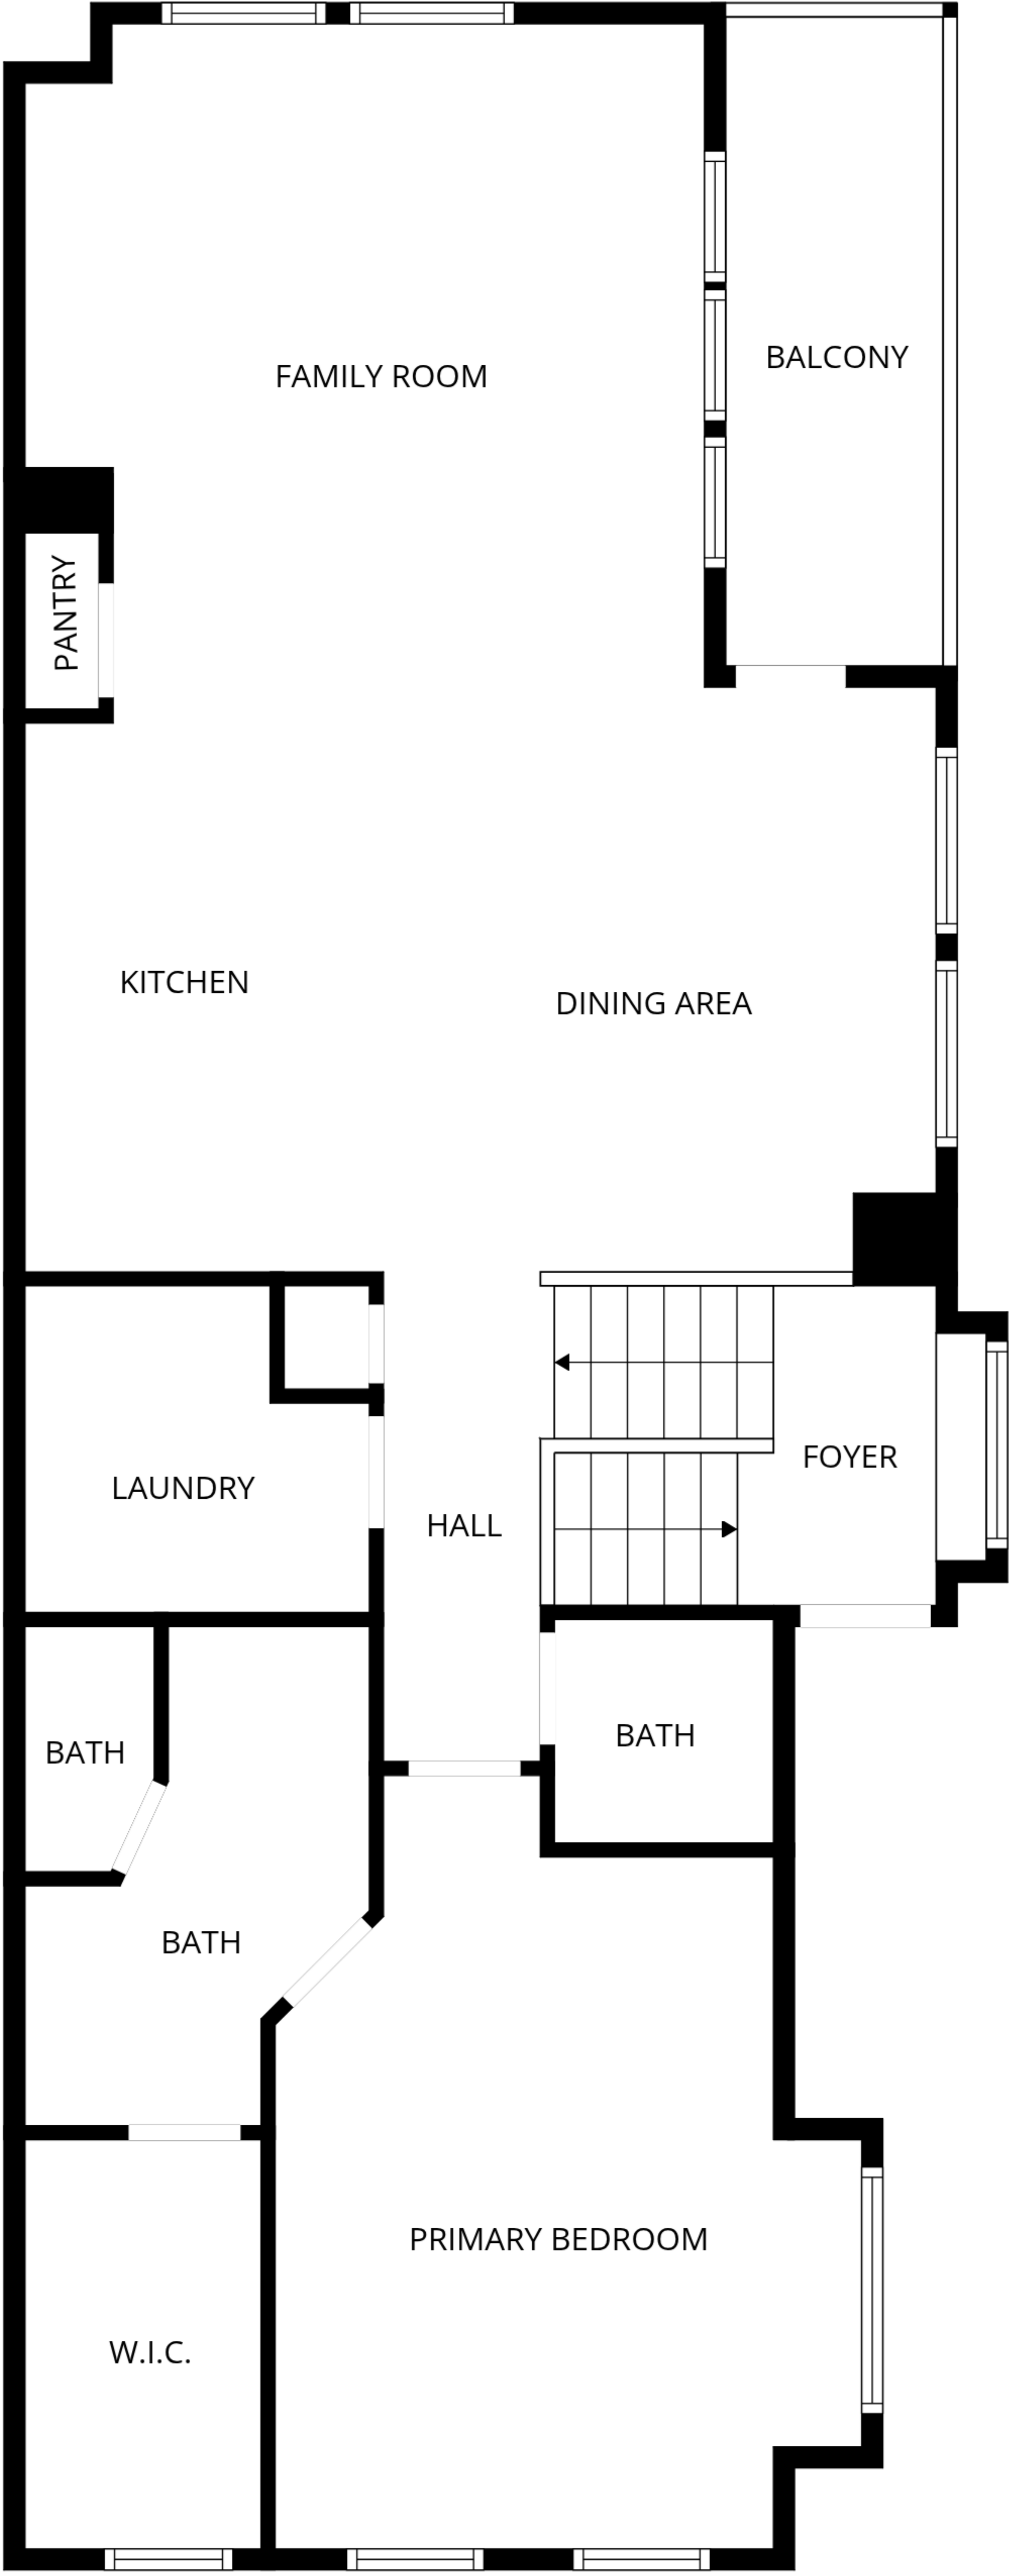 BALCONY
FAMILY ROOM
PANTRY
KITCHEN
DINING AREA
FOYER
LAUNDRY
HALL
BATH
BATH
BATH
PRIMARY BEDROOM
W.I.C.